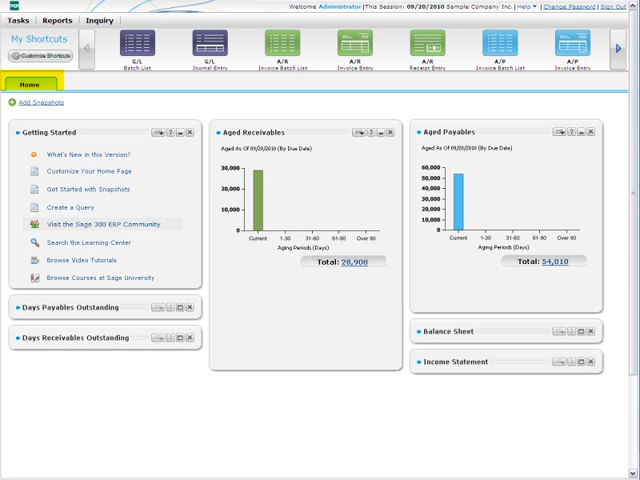 Welcome Administrator |This Session: 09/20/2010 Sample Company Inc.| Help | Change Password | Sign Out
Tasks Reports Inquiry
My Shortcuts
Customize Shortcuts
G/L Batch List
G/L Journal Entry
A/R Invoice Batch List
A/R Invoice Entry
A/R Receipt Entry
A/P Invoice Batch List
A/P Invoice Entry
Home
Add Snapshots
Getting Started
What's New in this Version?
Customize Your Home Page
Get Started with Snapshots
Create a Query
Visit the Sage 300 ERP Community
Search the Learning Center
Browse Video Tutorials
Browse Courses at Sage University
Days Payables Outstanding
Days Receivables Outstanding
Aged Receivables
Aged As Of 09/20/2010 (By Due Date)
30,000
20,000
10,000
0
Current 1-30 31-60 61-90 Over 90
Aging Periods (Days)
Total: 28,908
Aged Payables
Aged As Of 09/20/2010 (By Due Date)
60,000
50,000
40,000
30,000
20,000
10,000
0
Current 1-30 31-60 61-90 Over 90
Aging Periods (Days)
Total: 54,010
Balance Sheet
Income Statement